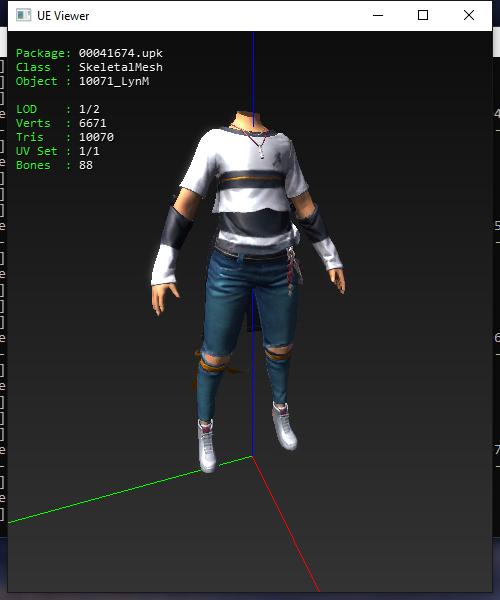 UE Viewer
Package: 00041674.upk
Class : SkeletalMesh
Object : 10071_LynM
LOD : 1/2
Verts : 6671
Tris : 10070
UV Set : 1/1
Bones : 88